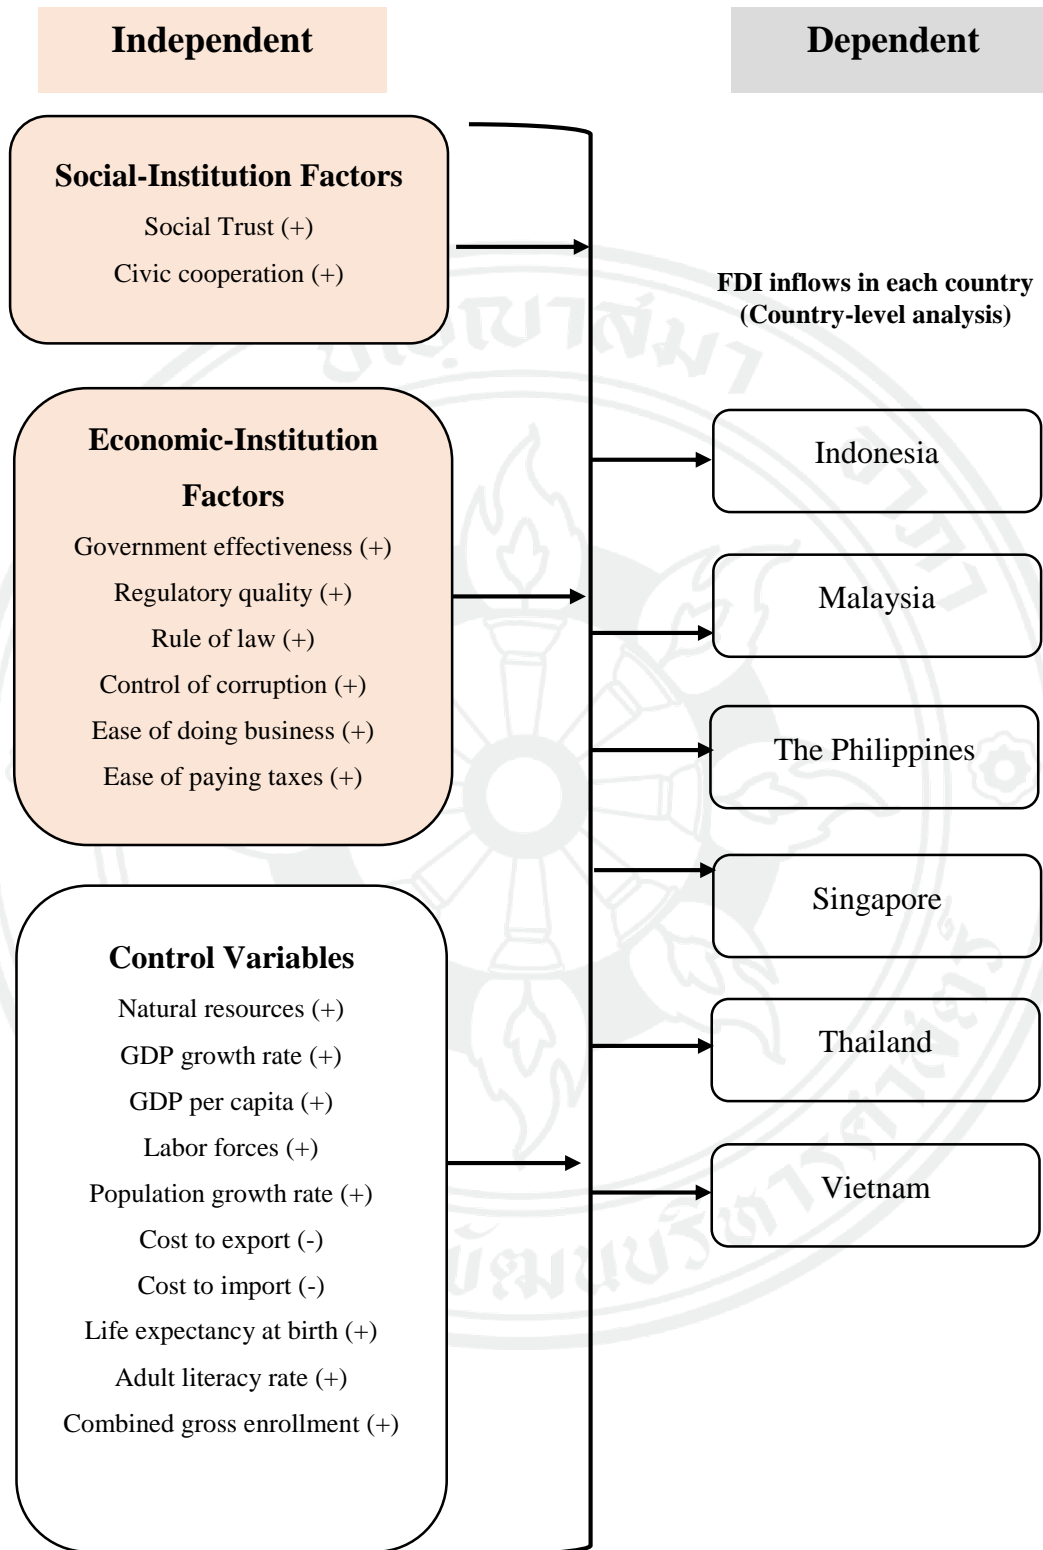 Independent
Dependent
Social-Institution Factors
Social Trust (+)
Civic cooperation (+)
FDI inflows in each country
(Country-level analysis)
Economic-Institution
Factors
Government effectiveness (+)
Regulatory quality (+)
Rule of law (+)
Control of corruption (+)
Ease of doing business (+)
Ease of paying taxes (+)
Control Variables
Natural resources (+)
GDP growth rate (+)
GDP per capita (+)
Labor forces (+)
Population growth rate (+)
Cost to export (-)
Cost to import (-)
Life expectancy at birth (+)
Adult literacy rate (+)
Combined gross enrollment (+)
Indonesia
Malaysia
The Philippines
Singapore
Thailand
Vietnam